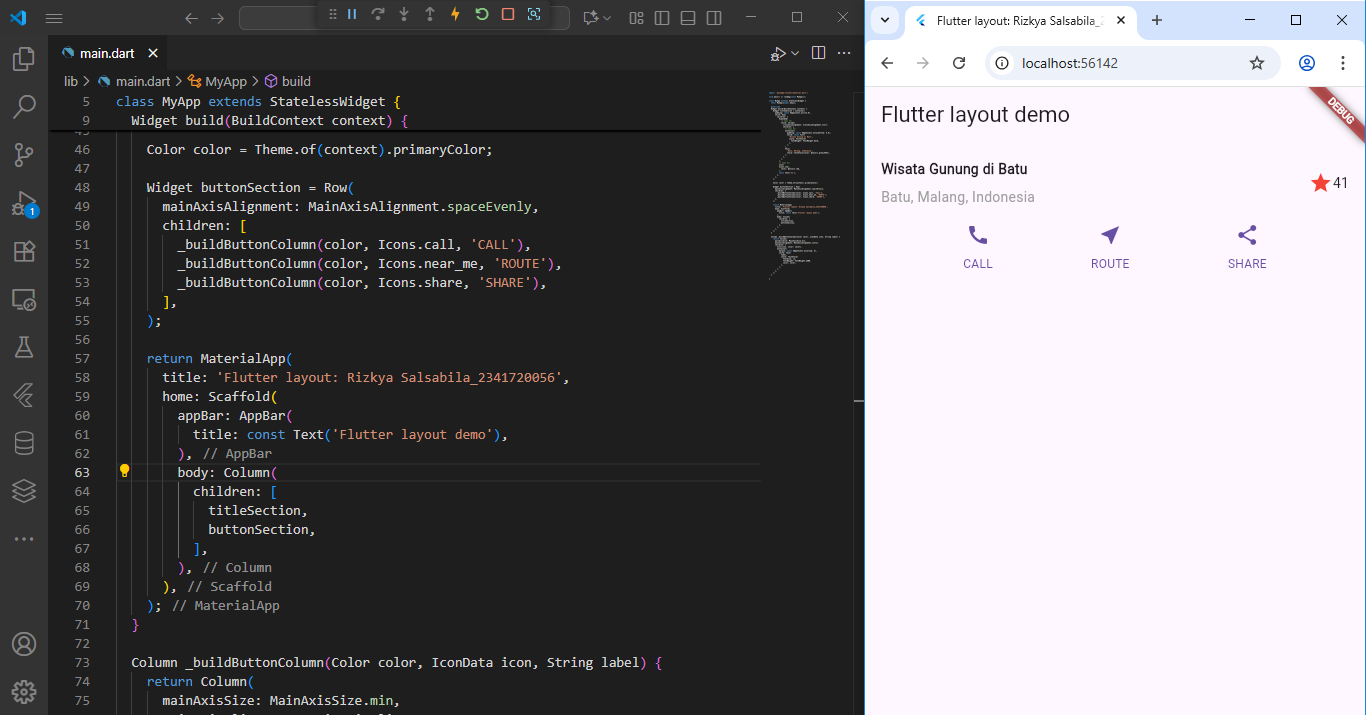 main.dart
lib > main.dart > MyApp > build
5 class MyApp extends StatelessWidget {
9 Widget build(BuildContext context) {
46 Color color = Theme.of(context).primaryColor;
47
48 Widget buttonSection = Row(
49 mainAxisAlignment: MainAxisAlignment.spaceEvenly,
50 children: [
51 _buildButtonColumn(color, Icons.call, 'CALL'),
52 _buildButtonColumn(color, Icons.near_me, 'ROUTE'),
53 _buildButtonColumn(color, Icons.share, 'SHARE'),
54 ],
55 );
56
57 return MaterialApp(
58 title: 'Flutter layout: Rizkya Salsabila_2341720056',
59 home: Scaffold(
60 appBar: AppBar(
61 title: const Text('Flutter layout demo'),
62 ), // AppBar
63 body: Column(
64 children: [
65 titleSection,
66 buttonSection,
67 ],
68 ), // Column
69 ), // Scaffold
70 ); // MaterialApp
71 }
72
73 Column _buildButtonColumn(Color color, IconData icon, String label) {
74 return Column(
75 mainAxisSize: MainAxisSize.min,
1
Flutter layout: Rizkya Salsabila_
localhost:56142
DEBUG
Flutter layout demo
Wisata Gunung di Batu
Batu, Malang, Indonesia
41
CALL ROUTE SHARE